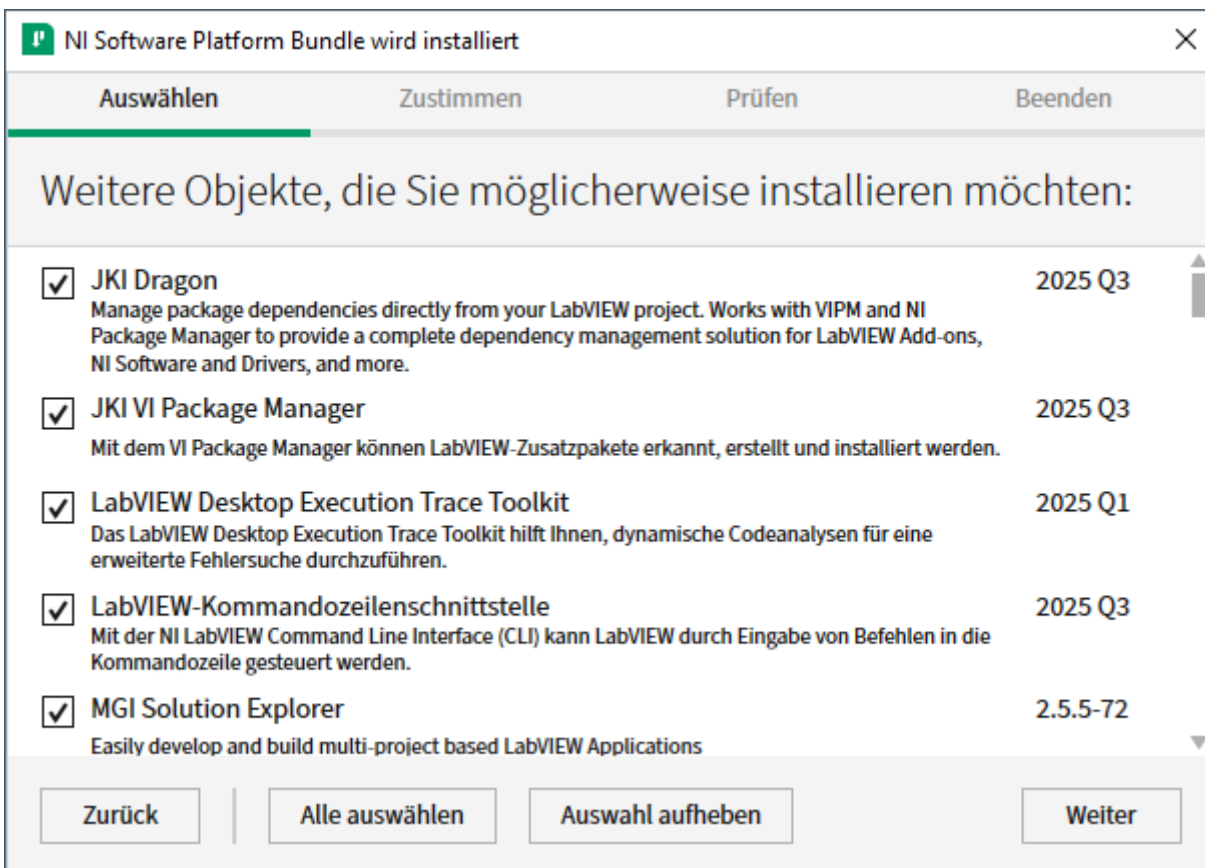 NI Software Platform Bundle wird installiert
Auswählen Zustimmen Prüfen Beenden
Weitere Objekte, die Sie möglicherweise installieren möchten:
JKI Dragon 2025 Q3
Manage package dependencies directly from your LabVIEW project. Works with VIPM and NI
Package Manager to provide a complete dependency management solution for LabVIEW Add-ons,
NI Software and Drivers, and more.
JKI VI Package Manager 2025 Q3
Mit dem VI Package Manager können LabVIEW-Zusatzpakete erkannt, erstellt und installiert werden.
LabVIEW Desktop Execution Trace Toolkit 2025 Q1
Das LabVIEW Desktop Execution Trace Toolkit hilft Ihnen, dynamische Codeanalysen für eine
erweiterte Fehlersuche durchzuführen.
LabVIEW-Kommandozeilenschnittstelle 2025 Q3
Mit der NI LabVIEW Command Line Interface (CLI) kann LabVIEW durch Eingabe von Befehlen in die
Kommandozeile gesteuert werden.
MGI Solution Explorer 2.5.5-72
Easily develop and build multi-project based LabVIEW Applications
Zurück Alle auswählen Auswahl aufheben Weiter